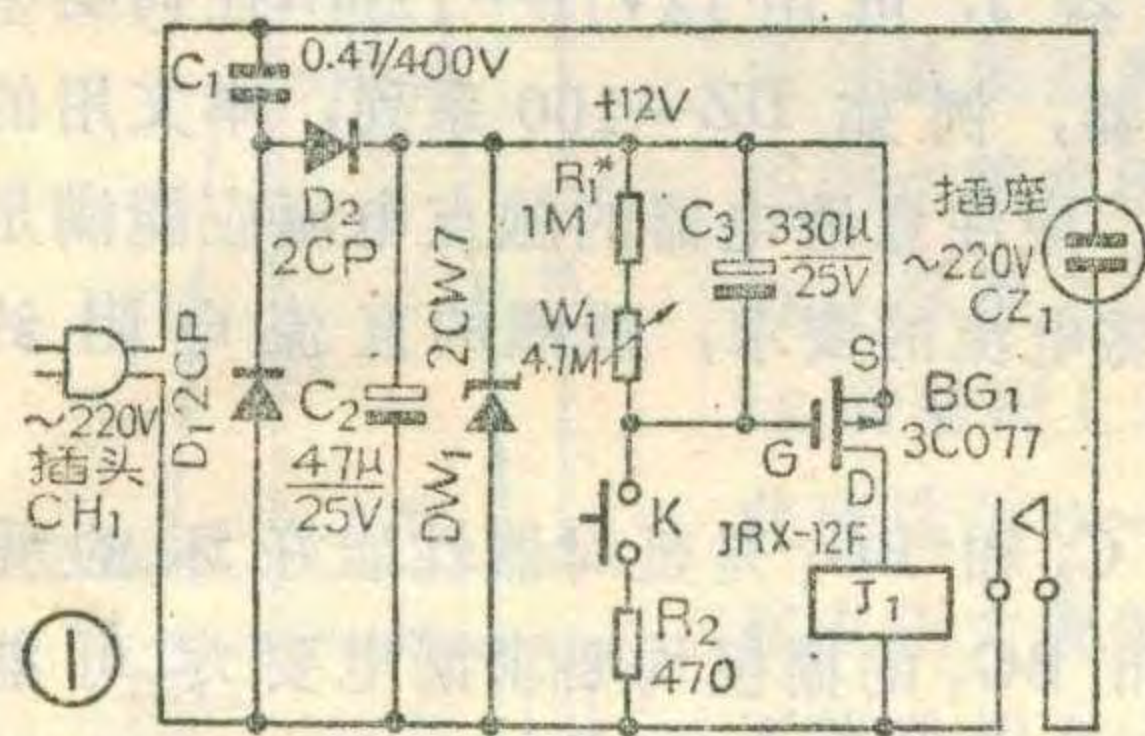 C₁ 0.47/400V
+12V
D₂
2CP
R₁*
1M
C₃ 330μ
25V
插座
~220V
CZ₁
W₁
4.7M
~220V
插头
CH₁
D₁ 2CP
C₂
47μ
25V
DW₁ 2CW7
S
G
D
BG₁
3C077
K
JRX-12F
J₁
R₂
470
①